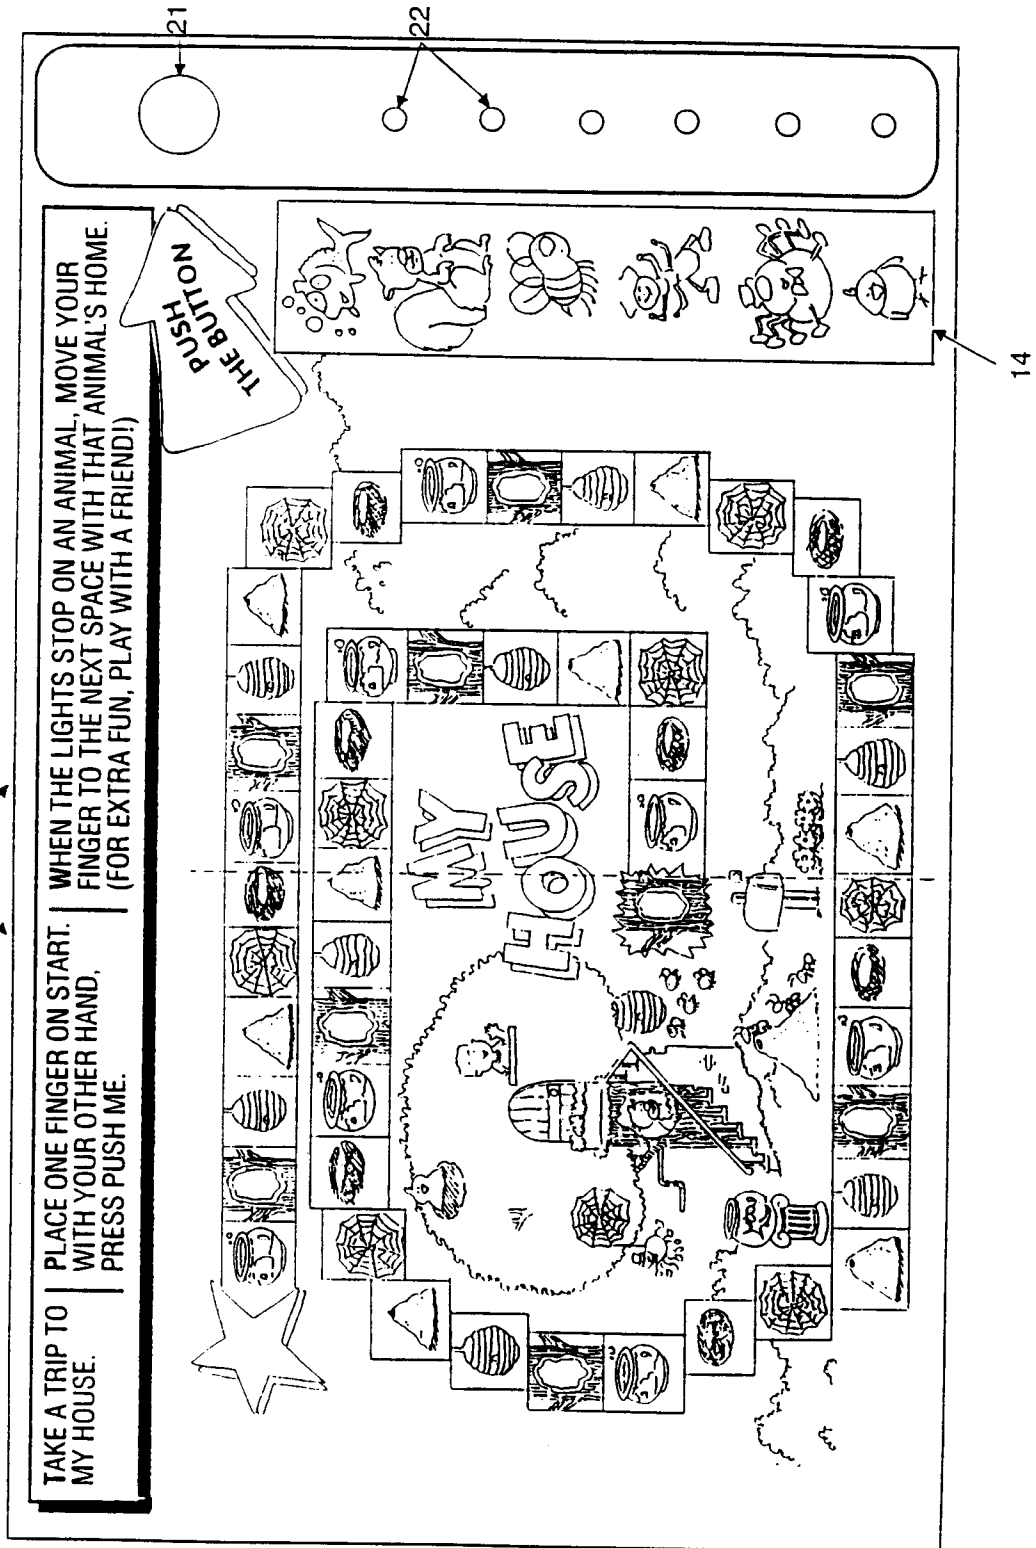 TAKE A TRIP TO
MY HOUSE.
PLACE ONE FINGER ON START.
WITH YOUR OTHER HAND,
PRESS PUSH ME.
WHEN THE LIGHTS STOP ON AN ANIMAL, MOVE YOUR
FINGER TO THE NEXT SPACE WITH THAT ANIMAL'S HOME.
(FOR EXTRA FUN, PLAY WITH A FRIEND!)
PUSH
THE BUTTON
21
22
14
MY
HOUSE